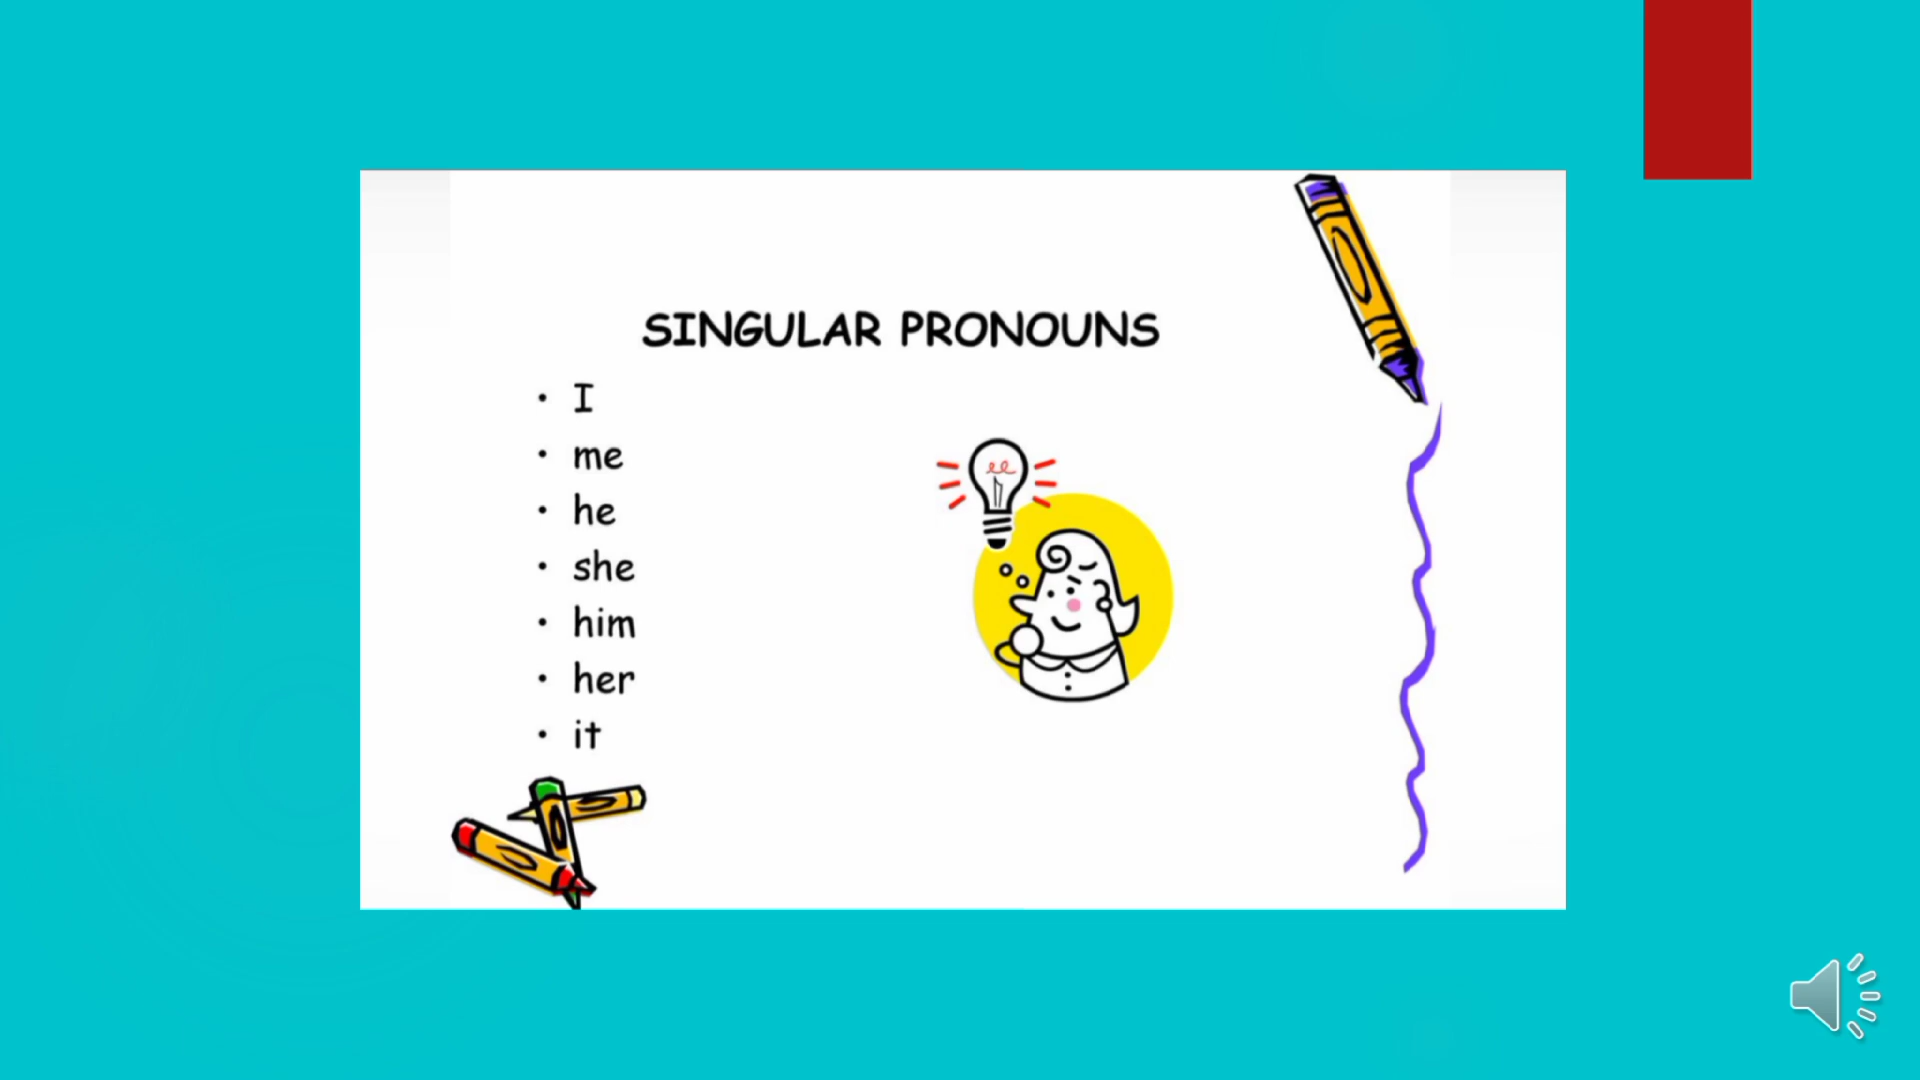 SINGULAR PRONOUNS
• I
• me
• he
• she
• him
• her
• it